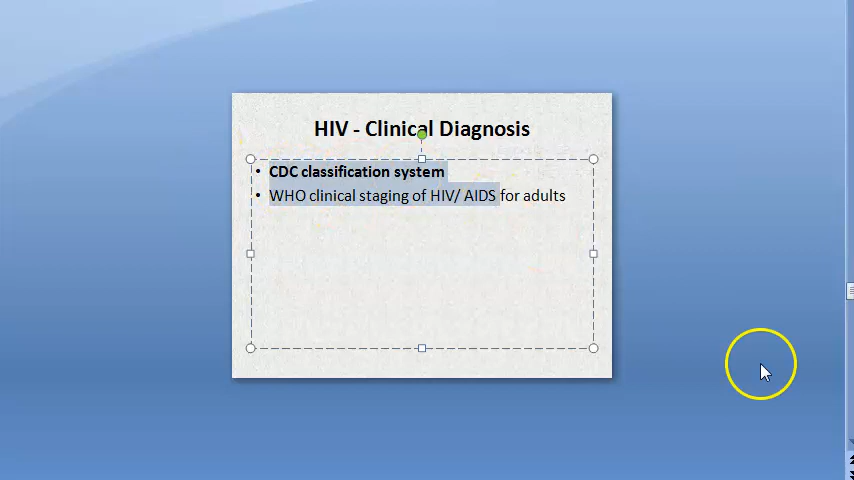 HIV - Clinical Diagnosis
• CDC classification system
• WHO clinical staging of HIV/ AIDS for adults